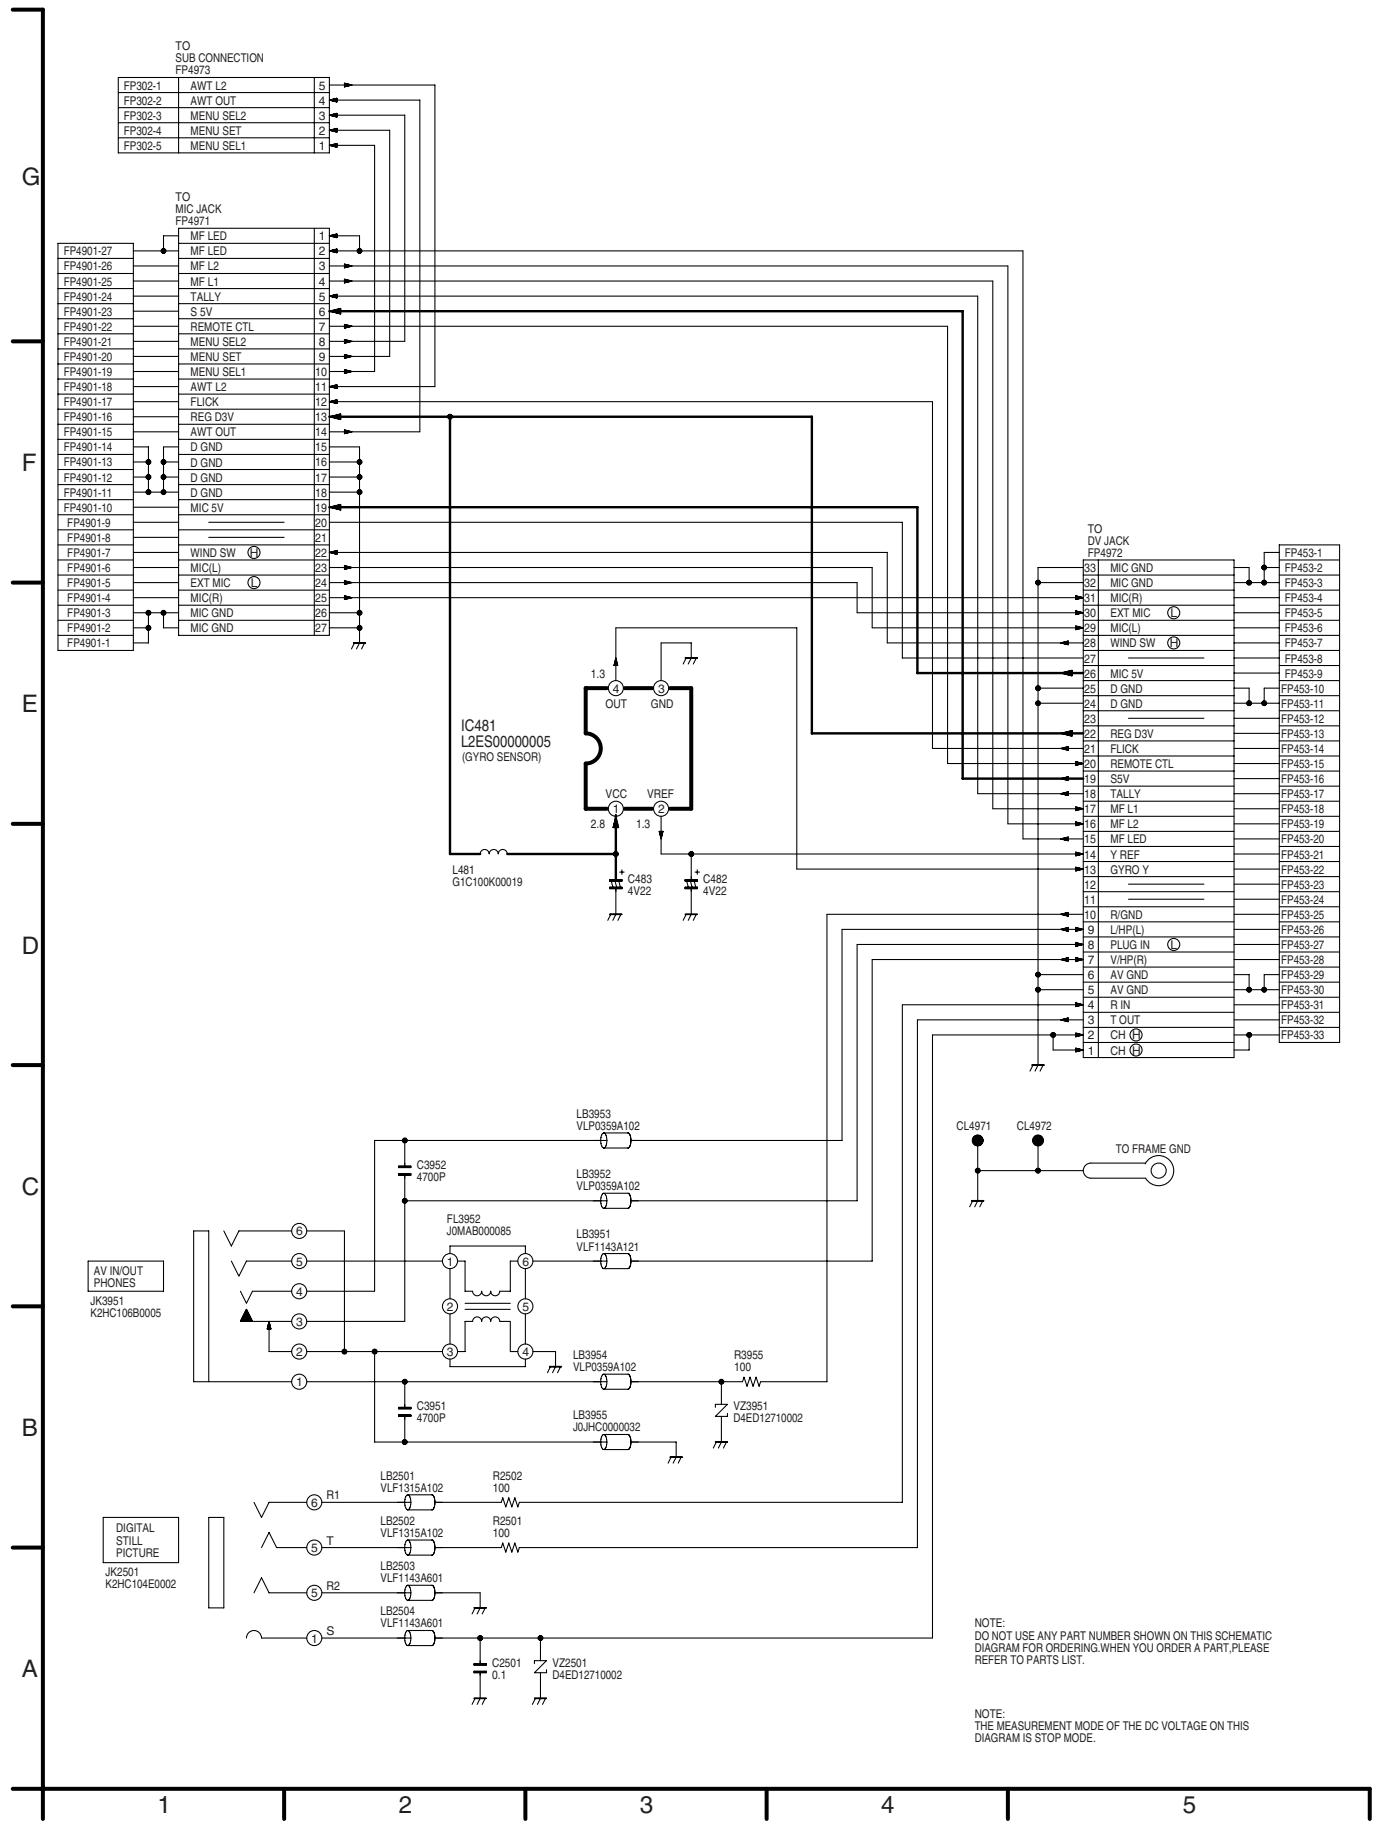 TO
SUB CONNECTION
FP4973
FP302-1 AWT L2 5
FP302-2 AWT OUT 4
FP302-3 MENU SEL2 3
FP302-4 MENU SET 2
FP302-5 MENU SEL1 1
G
TO
MIC JACK
FP4971
MF LED 1
FP4901-27 MF LED 2
FP4901-26 MF L2 3
FP4901-25 MF L1 4
FP4901-24 TALLY 5
FP4901-23 S 5V 6
FP4901-22 REMOTE CTL 7
FP4901-21 MENU SEL2 8
FP4901-20 MENU SET 9
FP4901-19 MENU SEL1 10
FP4901-18 AWT L2 11
FP4901-17 FLICK 12
FP4901-16 REG D3V 13
FP4901-15 AWT OUT 14
FP4901-14 D GND 15
FP4901-13 D GND 16
FP4901-12 D GND 17
FP4901-11 D GND 18
FP4901-10 MIC 5V 19
FP4901-9 20
FP4901-8 21
FP4901-7 WIND SW H 22
FP4901-6 MIC(L) 23
FP4901-5 EXT MIC L 24
FP4901-4 MIC(R) 25
FP4901-3 MIC GND 26
FP4901-2 MIC GND 27
FP4901-1
F
TO
DV JACK
FP4972
FP453-1
33 MIC GND FP453-2
32 MIC GND FP453-3
31 MIC(R) FP453-4
30 EXT MIC L FP453-5
29 MIC(L) FP453-6
28 WIND SW H FP453-7
27 FP453-8
26 MIC 5V FP453-9
25 D GND FP453-10
24 D GND FP453-11
23 FP453-12
22 REG D3V FP453-13
21 FLICK FP453-14
20 REMOTE CTL FP453-15
19 S5V FP453-16
18 TALLY FP453-17
17 MF L1 FP453-18
16 MF L2 FP453-19
15 MF LED FP453-20
14 Y REF FP453-21
13 GYRO Y FP453-22
12 FP453-23
11 FP453-24
10 R/GND FP453-25
9 L/HP(L) FP453-26
8 PLUG IN L FP453-27
7 V/HP(R) FP453-28
6 AV GND FP453-29
5 AV GND FP453-30
4 R IN FP453-31
3 T OUT FP453-32
2 CH H FP453-33
1 CH H
E
1.3 4 3
OUT GND
IC481
L2ES00000005
(GYRO SENSOR)
VCC VREF
1 2
2.8 1.3
L481
G1C100K00019
+ C483
4V22
+ C482
4V22
D
CL4971 CL4972
TO FRAME GND
LB3953
VLP0359A102
C3952
4700P
LB3952
VLP0359A102
C
FL3952
J0MAB000085
LB3951
VLF1143A121
AV IN/OUT
PHONES
JK3951
K2HC106B0005
6
5 1 6
4
2 5
3
2 3 4
1
LB3954
VLP0359A102
R3955
100
C3951
4700P
VZ3951
D4ED12710002
LB3955
J0JHC0000032
B
LB2501
VLF1315A102
R2502
100
6 R1
DIGITAL
STILL
PICTURE
JK2501
K2HC104E0002
LB2502
VLF1315A102
R2501
100
5 T
LB2503
VLF1143A601
5 R2
LB2504
VLF1143A601
1 S
C2501
0.1
VZ2501
D4ED12710002
A
NOTE:
DO NOT USE ANY PART NUMBER SHOWN ON THIS SCHEMATIC
DIAGRAM FOR ORDERING.WHEN YOU ORDER A PART,PLEASE
REFER TO PARTS LIST.
NOTE:
THE MEASUREMENT MODE OF THE DC VOLTAGE ON THIS
DIAGRAM IS STOP MODE.
1 2 3 4 5